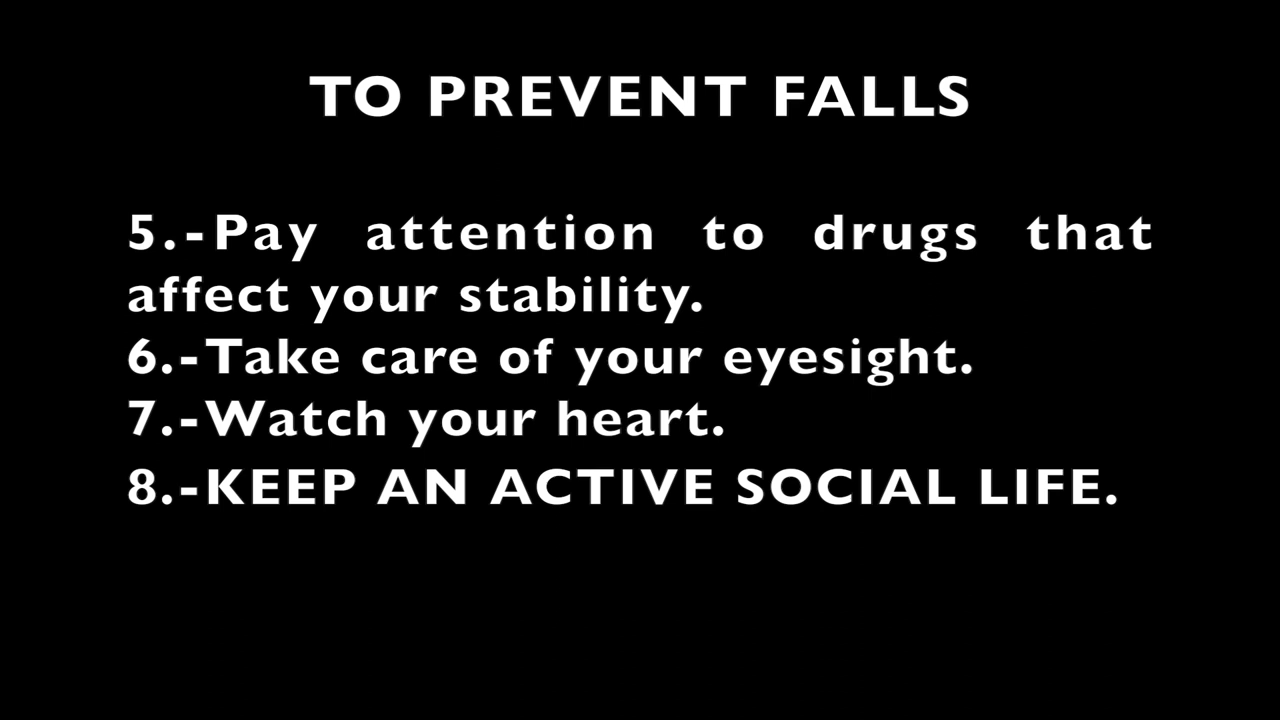 TO PREVENT FALLS
5.-Pay attention to drugs that
affect your stability.
6.-Take care of your eyesight.
7.-Watch your heart.
8.-KEEP AN ACTIVE SOCIAL LIFE.